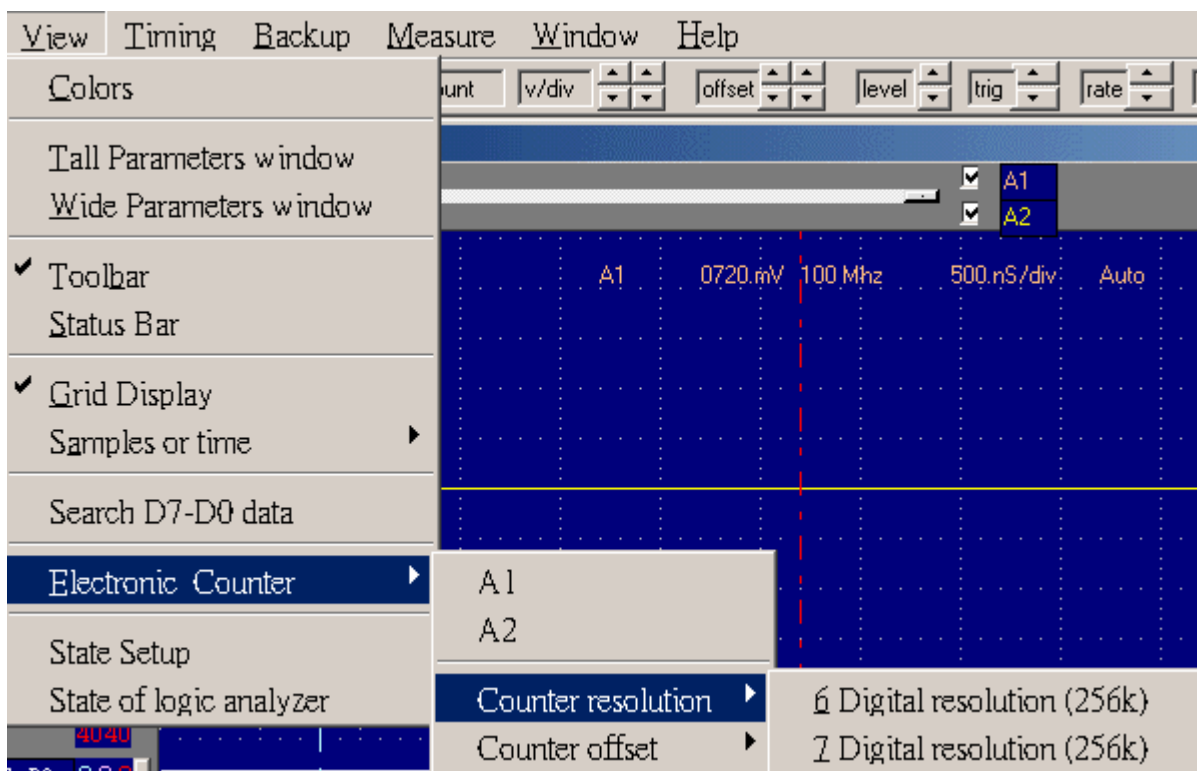 View Timing Backup Measure Window Help
Colors
v/div offset level trig rate
Tall Parameters window
Wide Parameters window
A1
A2
Toolbar
A1 0720.mV 100 Mhz 500.nS/div Auto
Status Bar
Grid Display
Samples or time
Search D7-D0 data
Electronic Counter
A1
A2
State Setup
State of logic analyzer
Counter resolution
6 Digital resolution (256k)
4040
Counter offset
7 Digital resolution (256k)